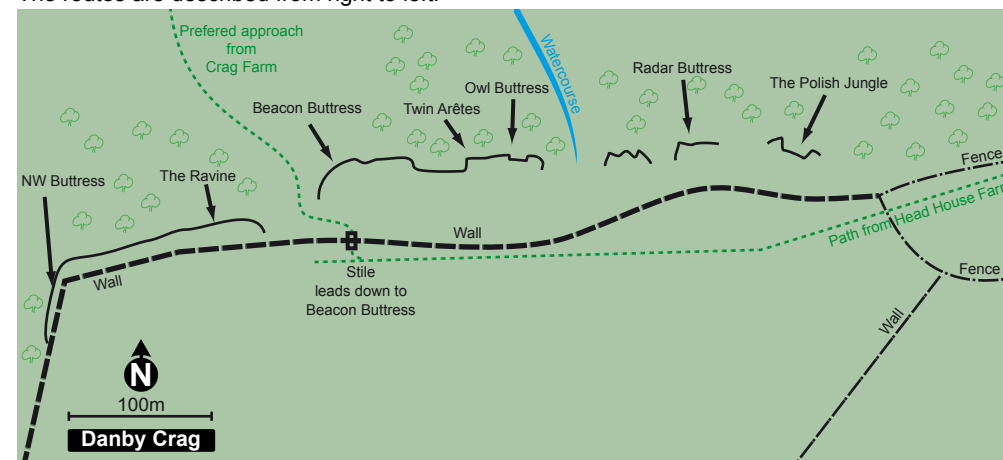 The routes are described from right to left.
Prefered approach
from
Crag Farm
Watercourse
Radar Buttress
The Polish Jungle
Owl Buttress
Beacon Buttress
Twin Arêtes
Fence
NW Buttress
The Ravine
Path from Head House Farm
Wall
Wall
Stile
leads down to
Beacon Buttress
Fence
Wall
N
100m
Danby Crag